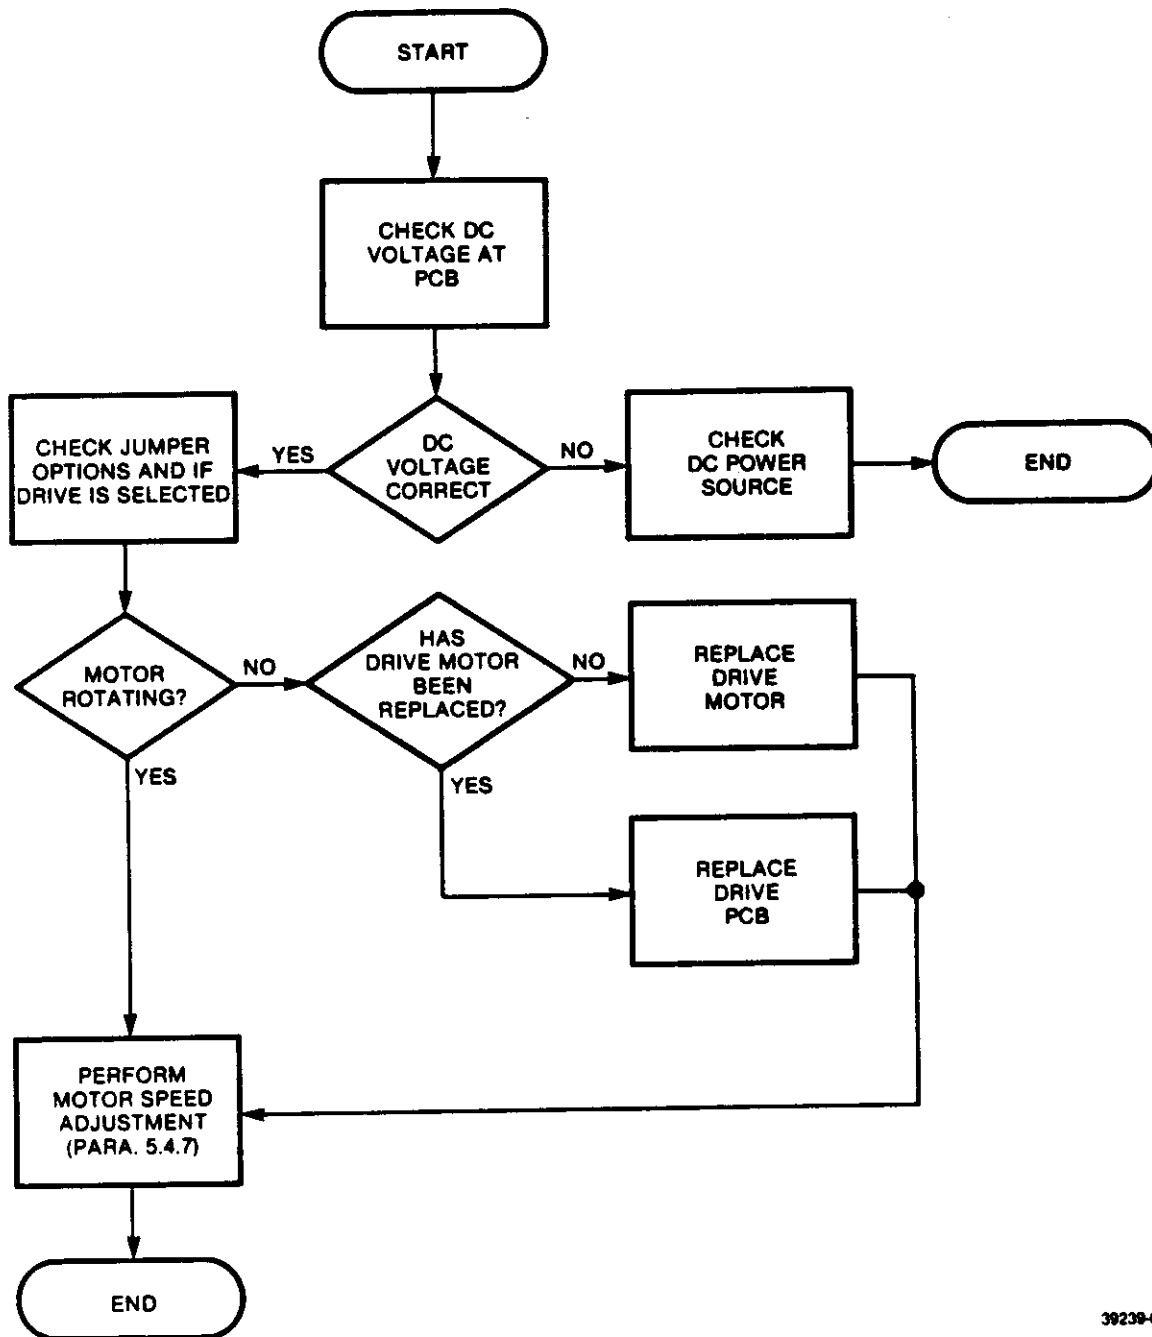 START
CHECK DC
VOLTAGE AT
PCB
CHECK JUMPER
OPTIONS AND IF
DRIVE IS SELECTED
YES
DC
VOLTAGE
CORRECT
NO
CHECK
DC POWER
SOURCE
END
MOTOR
ROTATING?
NO
HAS
DRIVE MOTOR
BEEN
REPLACED?
NO
REPLACE
DRIVE
MOTOR
YES
YES
REPLACE
DRIVE
PCB
PERFORM
MOTOR SPEED
ADJUSTMENT
(PARA. 5.4.7)
END